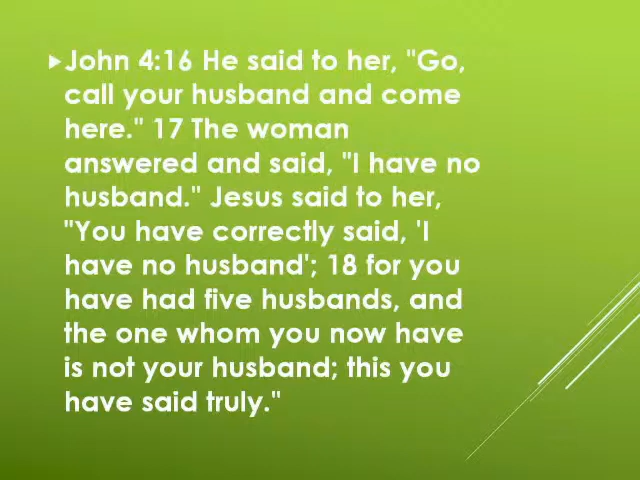 John 4:16 He said to her, "Go,
call your husband and come
here." 17 The woman
answered and said, "I have no
husband." Jesus said to her,
"You have correctly said, 'I
have no husband'; 18 for you
have had five husbands, and
the one whom you now have
is not your husband; this you
have said truly."